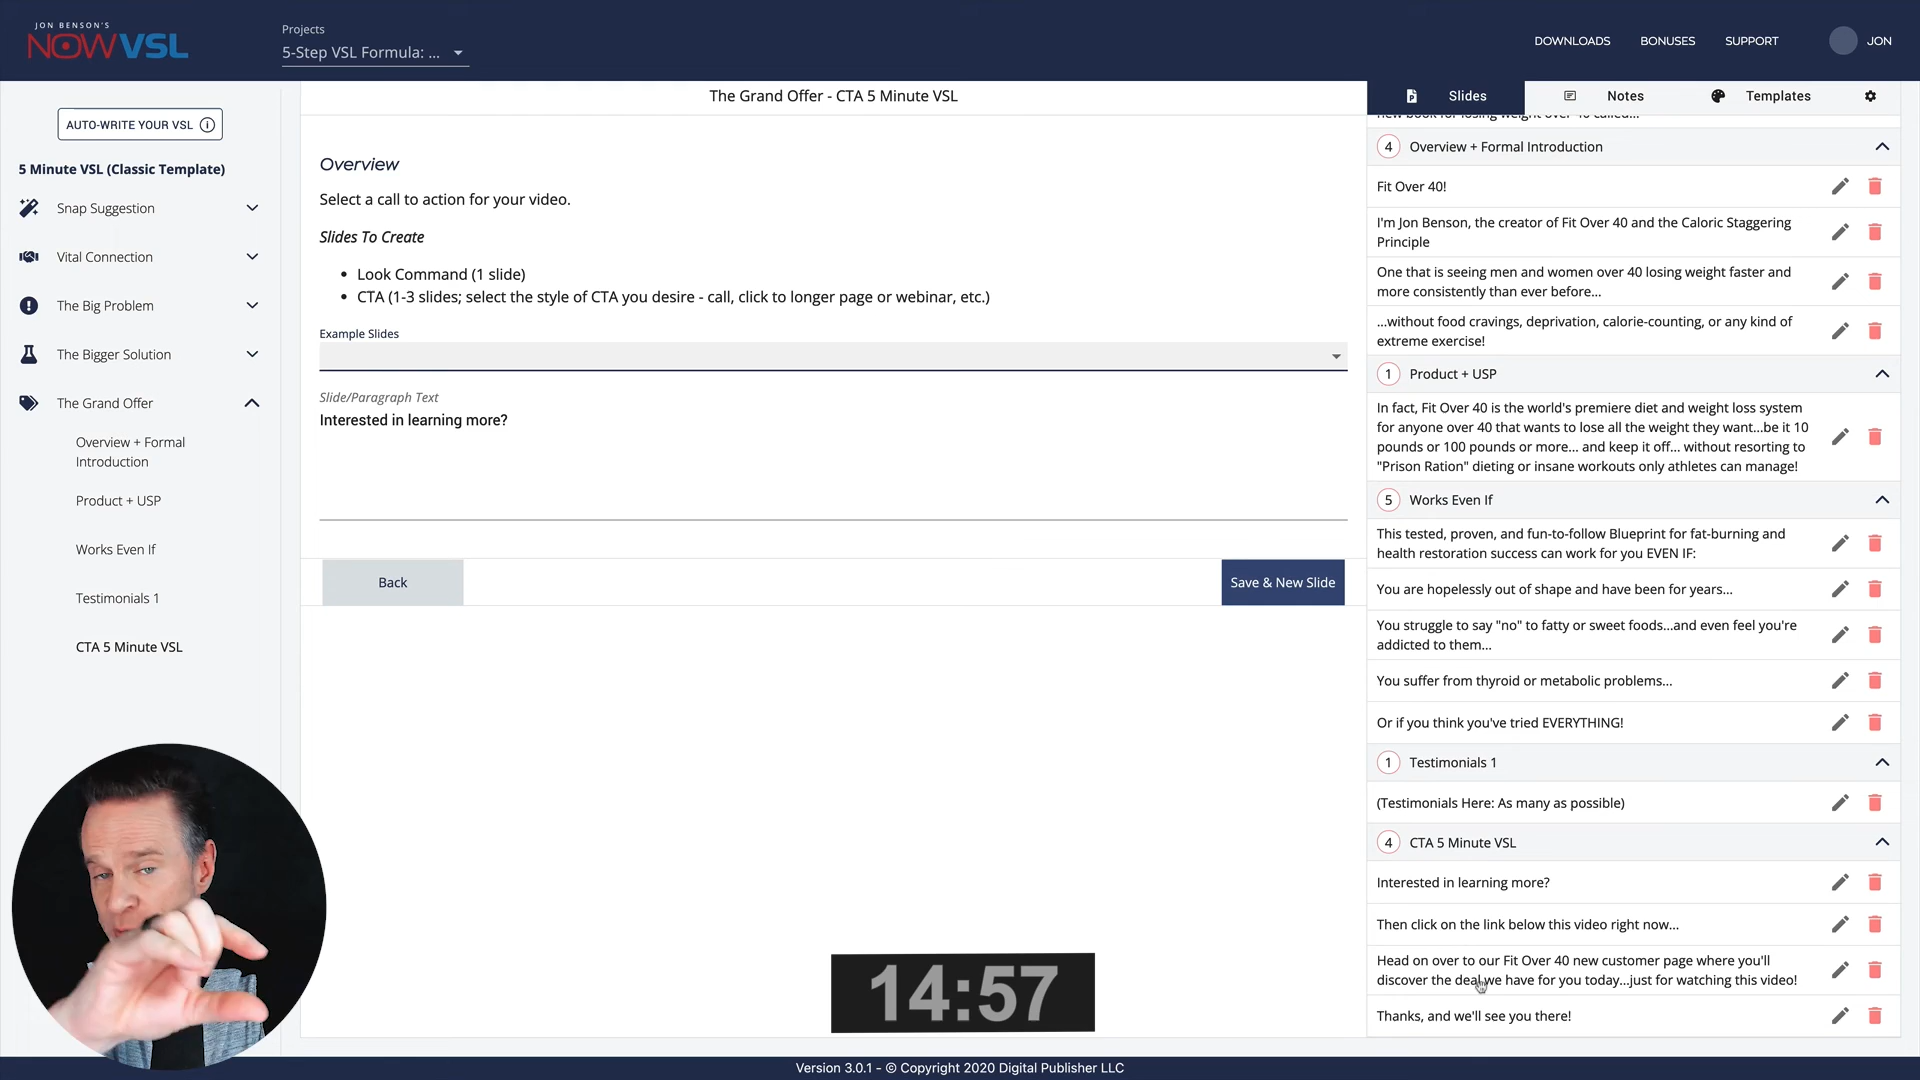 JON BENSON'S
NOWVSL
Projects
5-Step VSL Formula: ...
DOWNLOADS
BONUSES
SUPPORT
JON
AUTO-WRITE YOUR VSL
5 Minute VSL (Classic Template)
Snap Suggestion
Vital Connection
The Big Problem
The Bigger Solution
The Grand Offer
Overview + Formal
Introduction
Product + USP
Works Even If
Testimonials 1
CTA 5 Minute VSL
The Grand Offer - CTA 5 Minute VSL
Overview
Select a call to action for your video.
Slides To Create
• Look Command (1 slide)
• CTA (1-3 slides; select the style of CTA you desire - call, click to longer page or webinar, etc.)
Example Slides
Slide/Paragraph Text
Interested in learning more?
Back
Save & New Slide
14:57
Slides
Notes
Templates
new book for losing weight over 40 called...
4 Overview + Formal Introduction
Fit Over 40!
I'm Jon Benson, the creator of Fit Over 40 and the Caloric Staggering
Principle
One that is seeing men and women over 40 losing weight faster and
more consistently than ever before...
...without food cravings, deprivation, calorie-counting, or any kind of
extreme exercise!
1 Product + USP
In fact, Fit Over 40 is the world's premiere diet and weight loss system
for anyone over 40 that wants to lose all the weight they want...be it 10
pounds or 100 pounds or more... and keep it off... without resorting to
"Prison Ration" dieting or insane workouts only athletes can manage!
5 Works Even If
This tested, proven, and fun-to-follow Blueprint for fat-burning and
health restoration success can work for you EVEN IF:
You are hopelessly out of shape and have been for years...
You struggle to say "no" to fatty or sweet foods...and even feel you're
addicted to them...
You suffer from thyroid or metabolic problems...
Or if you think you've tried EVERYTHING!
1 Testimonials 1
(Testimonials Here: As many as possible)
4 CTA 5 Minute VSL
Interested in learning more?
Then click on the link below this video right now...
Head on over to our Fit Over 40 new customer page where you'll
discover the deal we have for you today...just for watching this video!
Thanks, and we'll see you there!
Version 3.0.1 - © Copyright 2020 Digital Publisher LLC